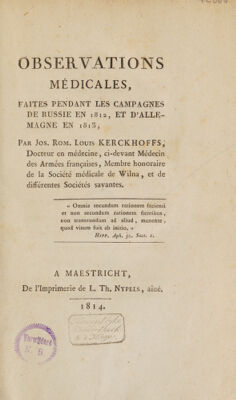 OBSERVATIONS
MÉDICALES,
FAITES PENDANT LES CAMPAGNES
DE RUSSIE EN 1812, ET D'ALLE-
MAGNE EN 1813,
PAR JOS. ROM. LOUIS KERCKHOFFS,
Docteur en médecine, ci-devant Médecin
des Armées françaises, Membre honoraire
de la Société médicale de Wilna, et de
différentes Sociétés savantes.
« Omnia secundum rationem facienti
et non secundum rationem succedenti,
non transeundum ad aliud, manente,
quod visum fuit ab initio. »
HIPP. Aph. 52. Sect. 2.
A MAESTRICHT,
De l'Imprimerie de L. TH. NYPELS, aîné.
1814.